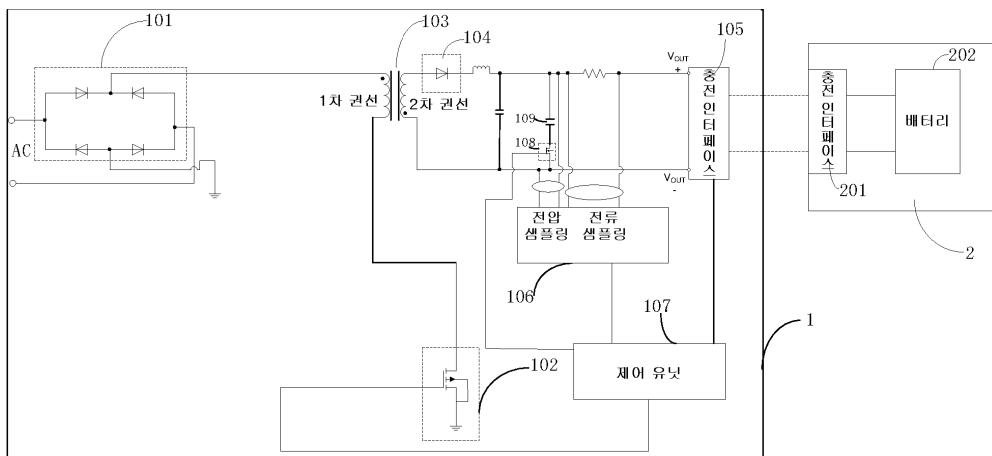 101
103
104
105
202
1차 권선
2차 권선
V_OUT
+
109
108
충전 인터페이스
충전 인터페이스
배터리
AC
201
V_OUT
-
전압
샘플링
전류
샘플링
2
106
107
1
제어 유닛
102